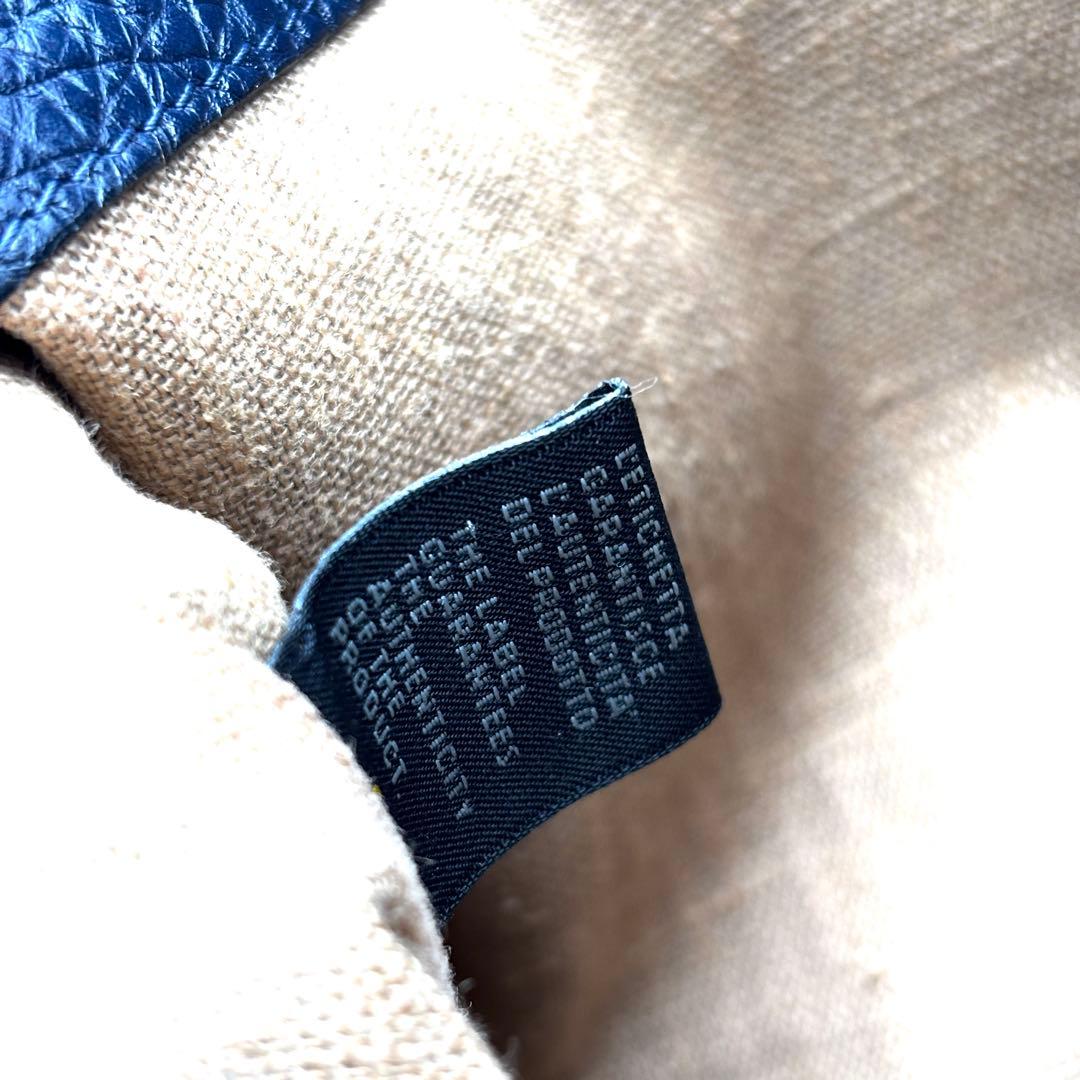 L'ETICHETTA
GARANTISCE
L'AUTENTICITA'
DEL PRODOTTO
THE LABEL
GUARANTEES
THE
AUTHENTICITY
OF THE
PRODUCT